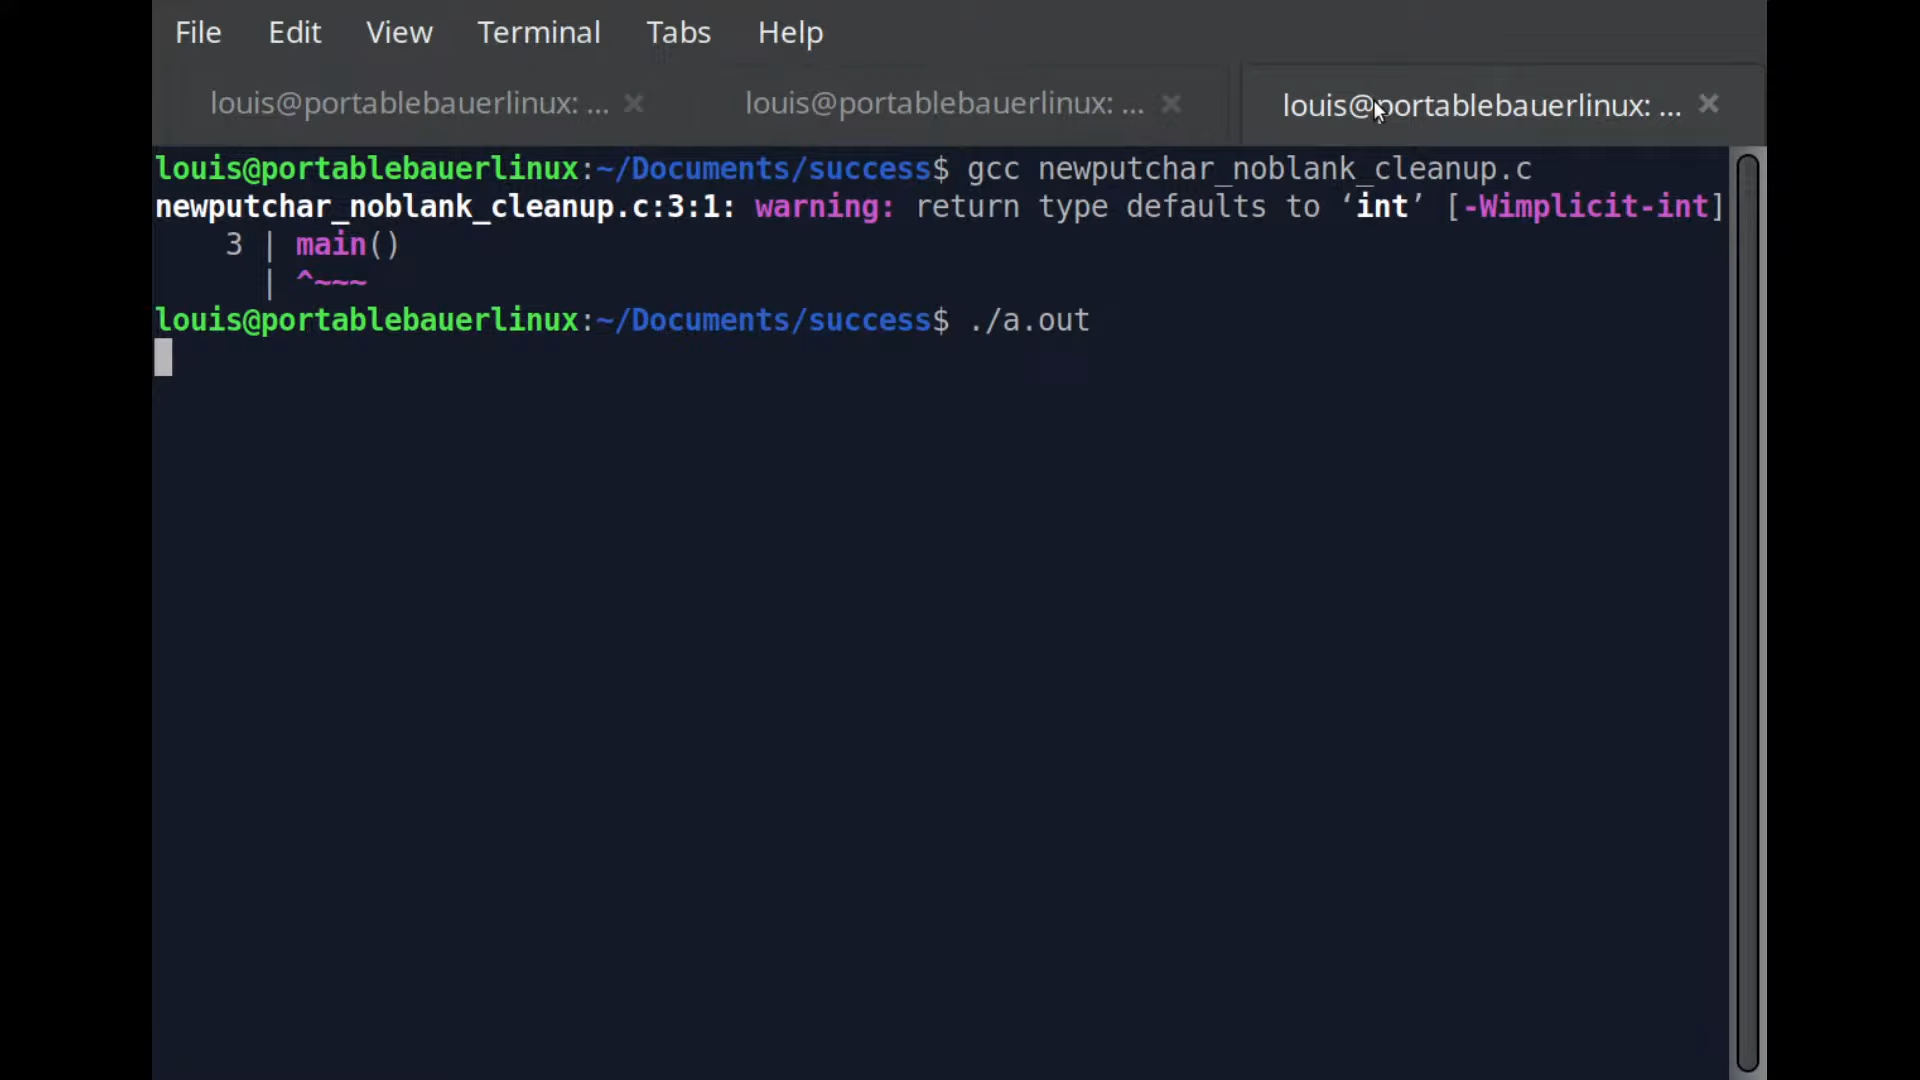 File Edit View Terminal Tabs Help
louis@portablebauerlinux: ... louis@portablebauerlinux: ... louis@portablebauerlinux: ...
louis@portablebauerlinux:~/Documents/success$ gcc newputchar_noblank_cleanup.c
newputchar_noblank_cleanup.c:3:1: warning: return type defaults to ‘int’ [-Wimplicit-int]
    3 | main()
      | ^~~~
louis@portablebauerlinux:~/Documents/success$ ./a.out